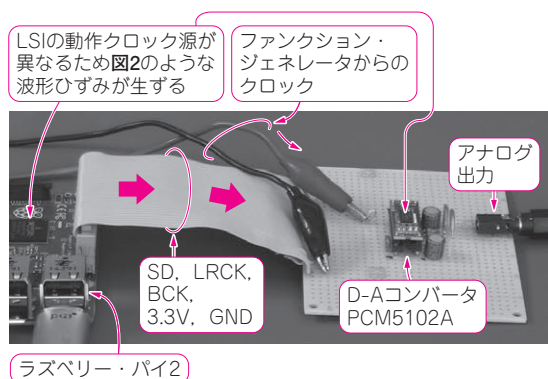 LSIの動作クロック源が
異なるため図2のような
波形ひずみが生ずる
ファンクション・
ジェネレータからの
クロック
アナログ
出力
SD,LRCK,
BCK,
3.3V,GND
D-Aコンバータ
PCM5102A
ラズベリー・パイ2